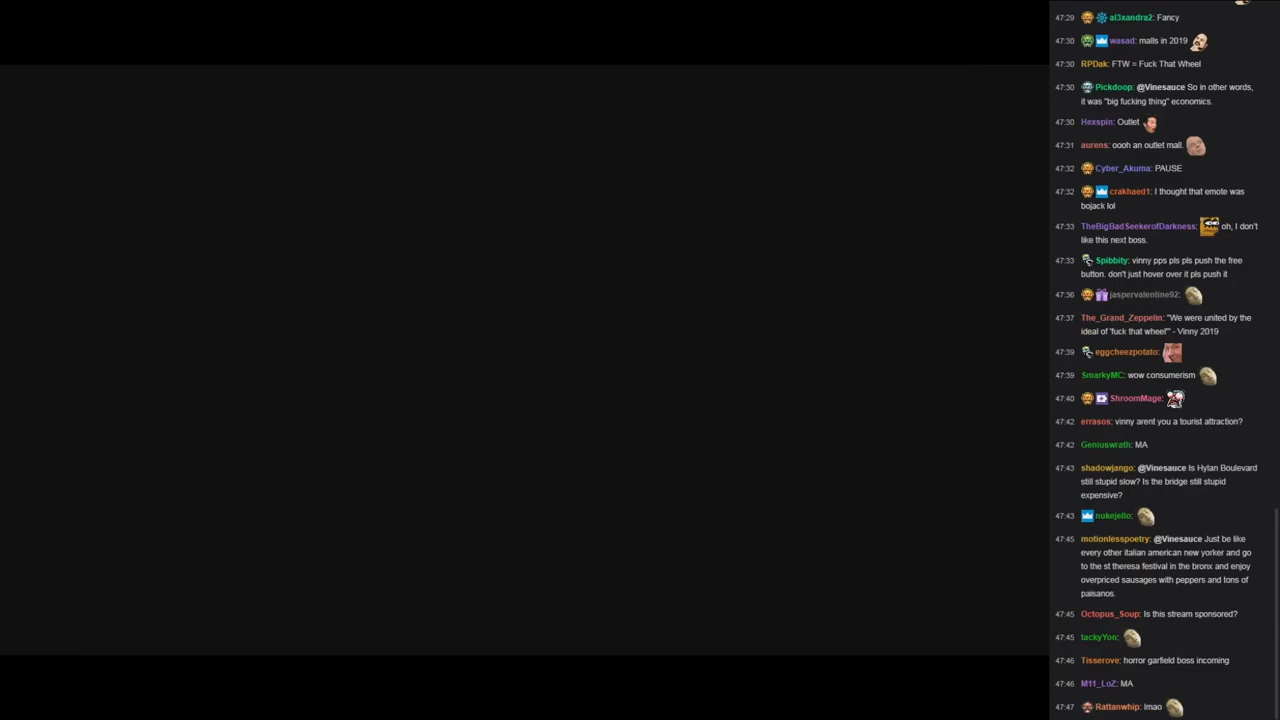 47:29 al3xandra2: Fancy
47:30 wasad: malls in 2019
47:30 RPDak: FTW = Fuck That Wheel
47:30 Pickdoop: @Vinesauce So in other words,
it was "big fucking thing" economics.
47:30 Hexspin: Outlet
47:31 aurens: oooh an outlet mall.
47:32 Cyber_Akuma: PAUSE
47:32 crakhaed1: I thought that emote was
bojack lol
47:33 TheBigBadSeekerofDarkness: oh, I don't
like this next boss.
47:33 Spibbity: vinny pps pls pls push the free
button. don't just hover over it pls push it
47:36 jaspervalentine92:
47:37 The_Grand_Zeppelin: "We were united by the
ideal of 'fuck that wheel'" - Vinny 2019
47:39 eggcheezpotato:
47:39 SmarkyMC: wow consumerism
47:40 ShroomMage:
47:42 errasos: vinny arent you a tourist attraction?
47:42 Geniuswrath: MA
47:43 shadowjango: @Vinesauce Is Hylan Boulevard
still stupid slow? Is the bridge still stupid
expensive?
47:43 nukejello:
47:45 motionlesspoetry: @Vinesauce Just be like
every other italian american new yorker and go
to the st theresa festival in the bronx and enjoy
overpriced sausages with peppers and tons of
paisanos.
47:45 Octopus_Soup: Is this stream sponsored?
47:45 tackyYon:
47:46 Tisserove: horror garfield boss incoming
47:46 M11_LoZ: MA
47:47 Rattanwhip: lmao